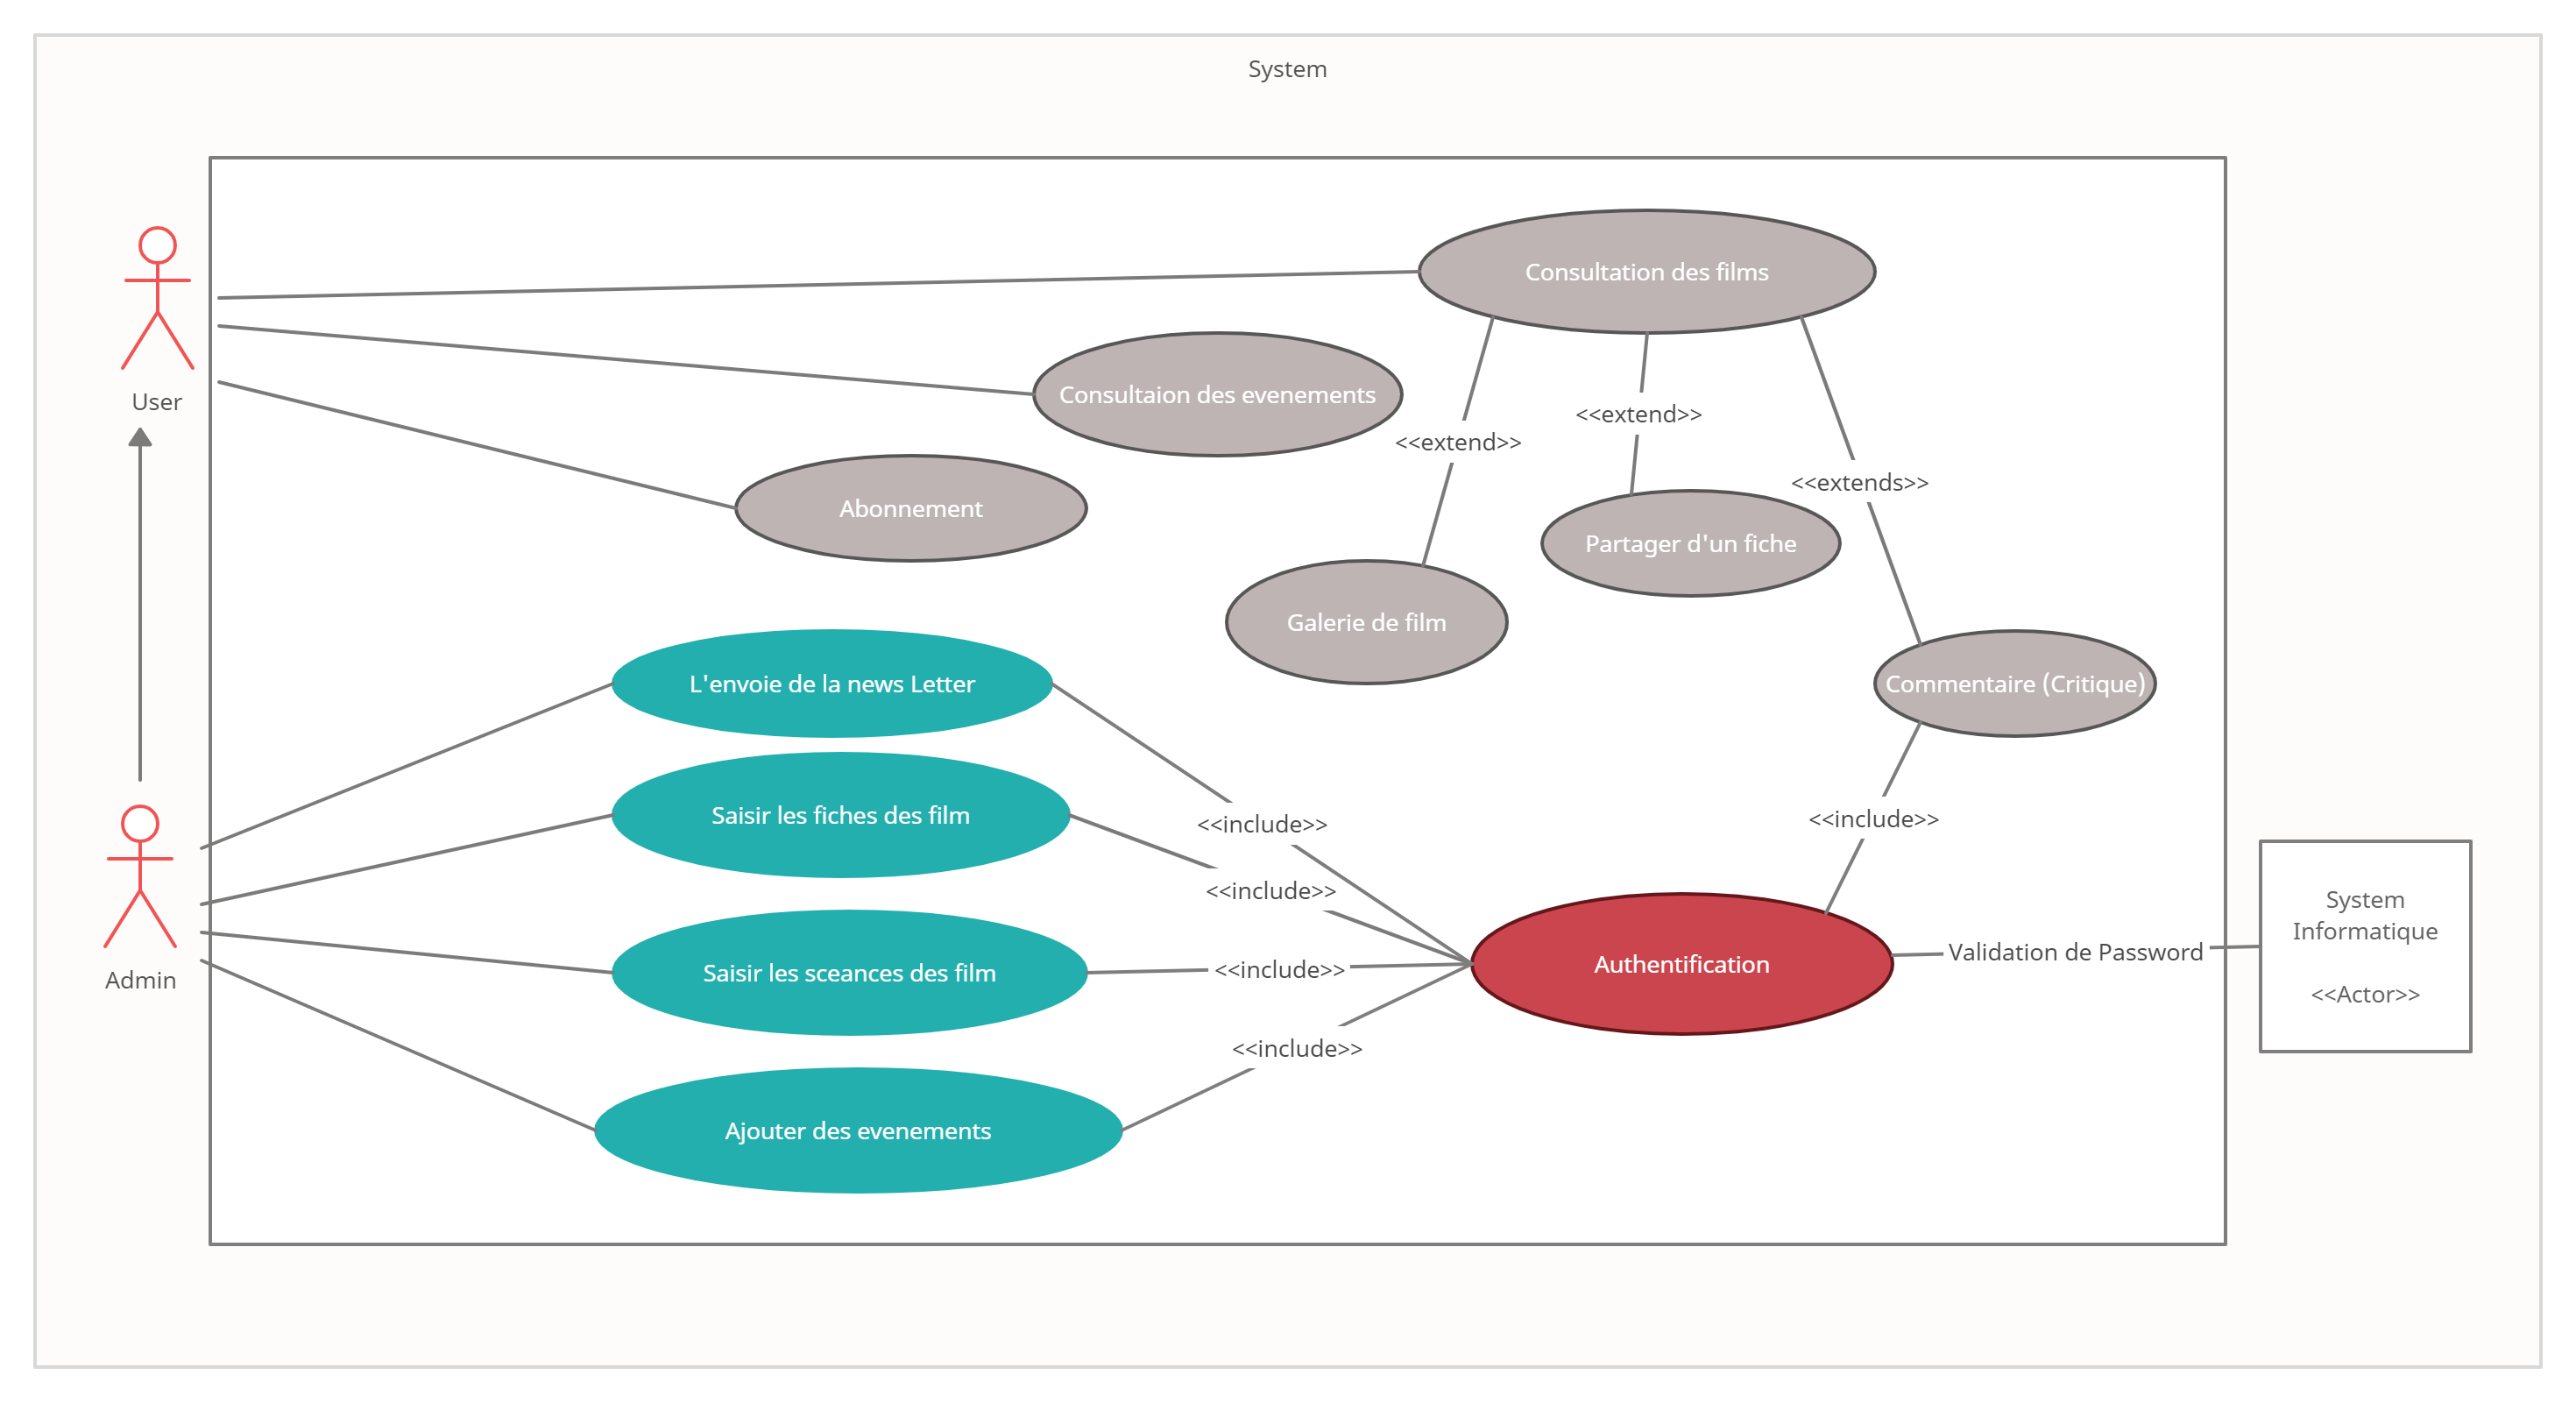 System
Consultation des films
Consultaion des evenements
User
<<extend>>
<<extend>>
<<extends>>
Abonnement
Partager d'un fiche
Galerie de film
L'envoie de la news Letter
Commentaire (Critique)
Saisir les fiches des film
<<include>>
<<include>>
<<include>>
Admin
Saisir les sceances des film
<<include>>
Authentification
Validation de Password
System
Informatique
<<Actor>>
<<include>>
Ajouter des evenements